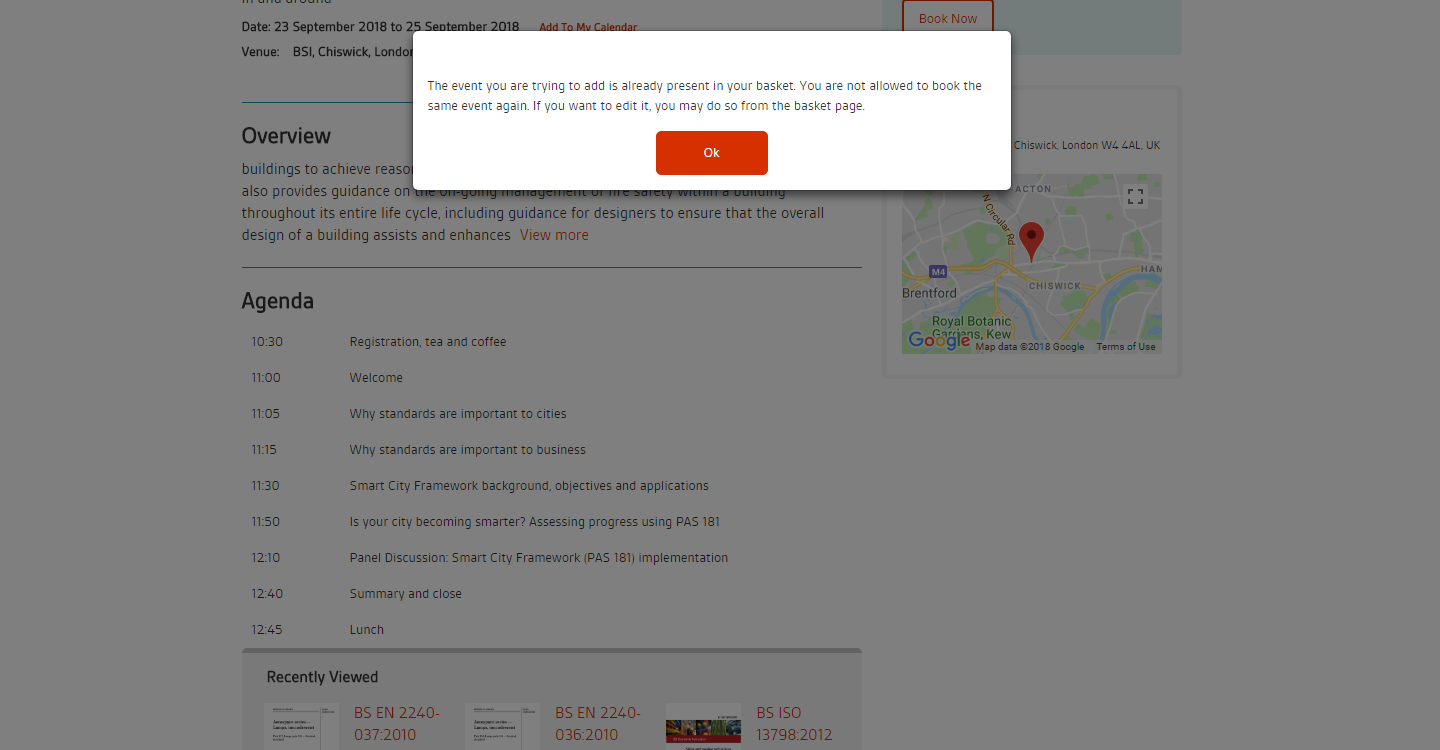 Date: 23 September 2018 to 25 September 2018 Add To My Calendar
Venue: BSI, Chiswick, London
Book Now
The event you are trying to add is already present in your basket. You are not allowed to book the
same event again. If you want to edit it, you may do so from the basket page.
Ok
Overview
buildings to achieve
also provides guidance on the on-going management of fire safety within a building
throughout its entire life cycle, including guidance for designers to ensure that the overall
design of a building assists and enhances View more
Chiswick, London W4 4AL, UK
ACTON
N Circular Rd
M4
HAM
CHISWICK
Brentford
Royal Botanic
Gardens, Kew
Google
Map data ©2018 Google Terms of Use
Agenda
10:30 Registration, tea and coffee
11:00 Welcome
11:05 Why standards are important to cities
11:15 Why standards are important to business
11:30 Smart City Framework background, objectives and applications
11:50 Is your city becoming smarter? Assessing progress using PAS 181
12:10 Panel Discussion: Smart City Framework (PAS 181) implementation
12:40 Summary and close
12:45 Lunch
Recently Viewed
BS EN 2240-
037:2010
BS EN 2240-
036:2010
BS ISO
13798:2012